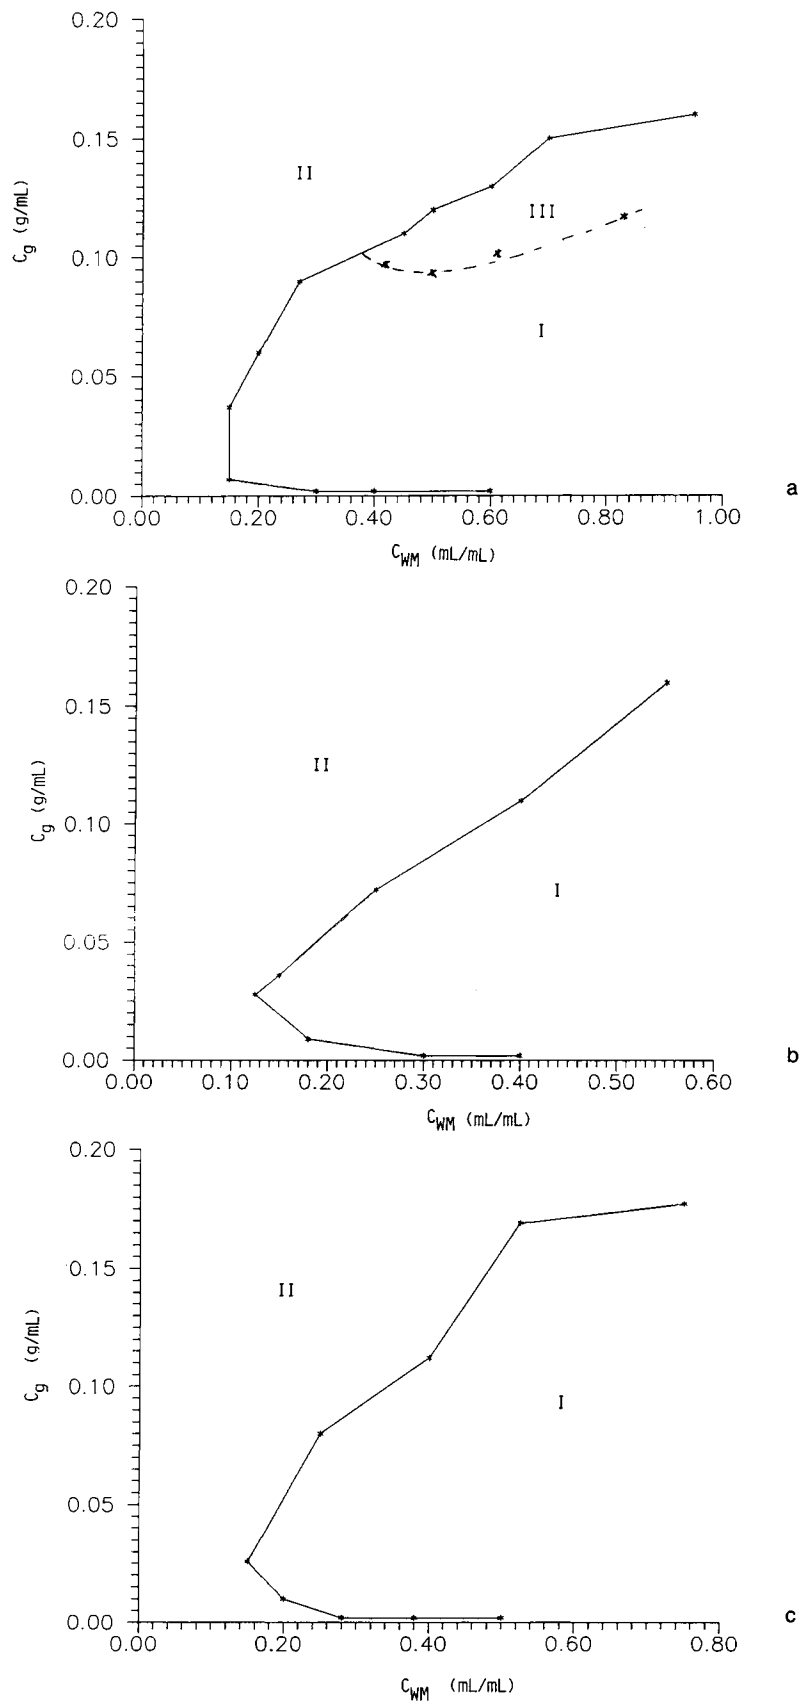 0.20
0.15
0.10
0.05
0.00
C_g (g/mL)
II
III
I
0.00 0.20 0.40 0.60 0.80 1.00
C_WM (mL/mL)
a
0.20
0.15
0.10
0.05
0.00
C_g (g/mL)
II
I
0.00 0.10 0.20 0.30 0.40 0.50 0.60
C_WM (mL/mL)
b
0.20
0.15
0.10
0.05
0.00
C_g (g/mL)
II
I
0.00 0.20 0.40 0.60 0.80
C_WM (mL/mL)
c